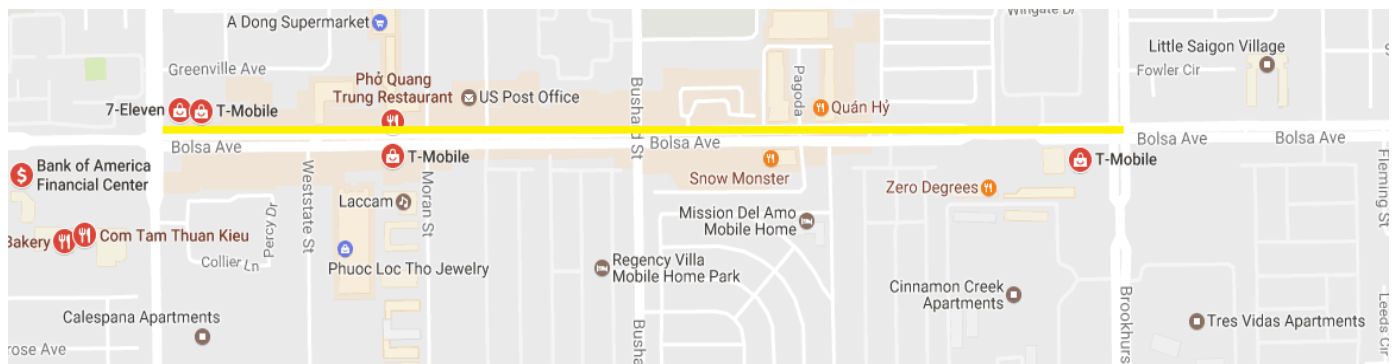 Wingate Dr
A Dong Supermarket
Little Saigon Village
Greenville Ave
Fowler Cir
Phở Quang
Trung Restaurant
US Post Office
Pagoda
7-Eleven
T-Mobile
Quán Hỷ
Bushard St
Bolsa Ave
Bolsa Ave
Bolsa Ave
Bolsa Ave
Fleming St
Bank of America
Financial Center
T-Mobile
T-Mobile
Snow Monster
Zero Degrees
Weststate St
Moran St
Laccam
Percy Dr
Mission Del Amo
Mobile Home
Bakery
Com Tam Thuan Kieu
Collier Ln
Phuoc Loc Tho Jewelry
Regency Villa
Mobile Home Park
Cinnamon Creek
Apartments
Brookhurs
Calespana Apartments
Tres Vidas Apartments
Leeds Cir
Busha
rose Ave